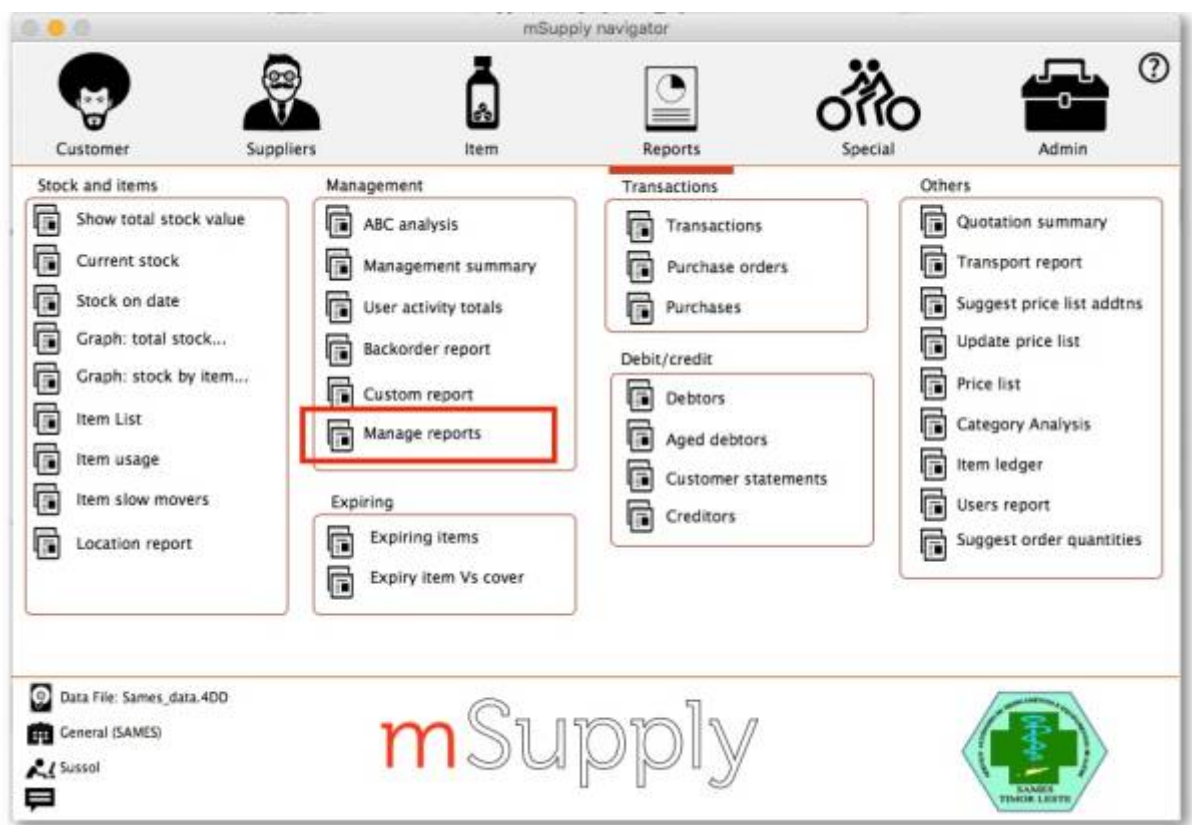 mSupply navigator
Customer
Suppliers
Item
Reports
Special
Admin
?
Stock and items
Show total stock value
Current stock
Stock on date
Graph: total stock...
Graph: stock by item...
Item List
Item usage
Item slow movers
Location report
Management
ABC analysis
Management summary
User activity totals
Backorder report
Custom report
Manage reports
Expiring
Expiring items
Expiry item Vs cover
Transactions
Transactions
Purchase orders
Purchases
Debit/credit
Debtors
Aged debtors
Customer statements
Creditors
Others
Quotation summary
Transport report
Suggest price list addtns
Update price list
Price list
Category Analysis
Item ledger
Users report
Suggest order quantities
Data File: Sames_data.4DD
General (SAMES)
Sussol
mSupply
SAMES
TIMOR LESTE